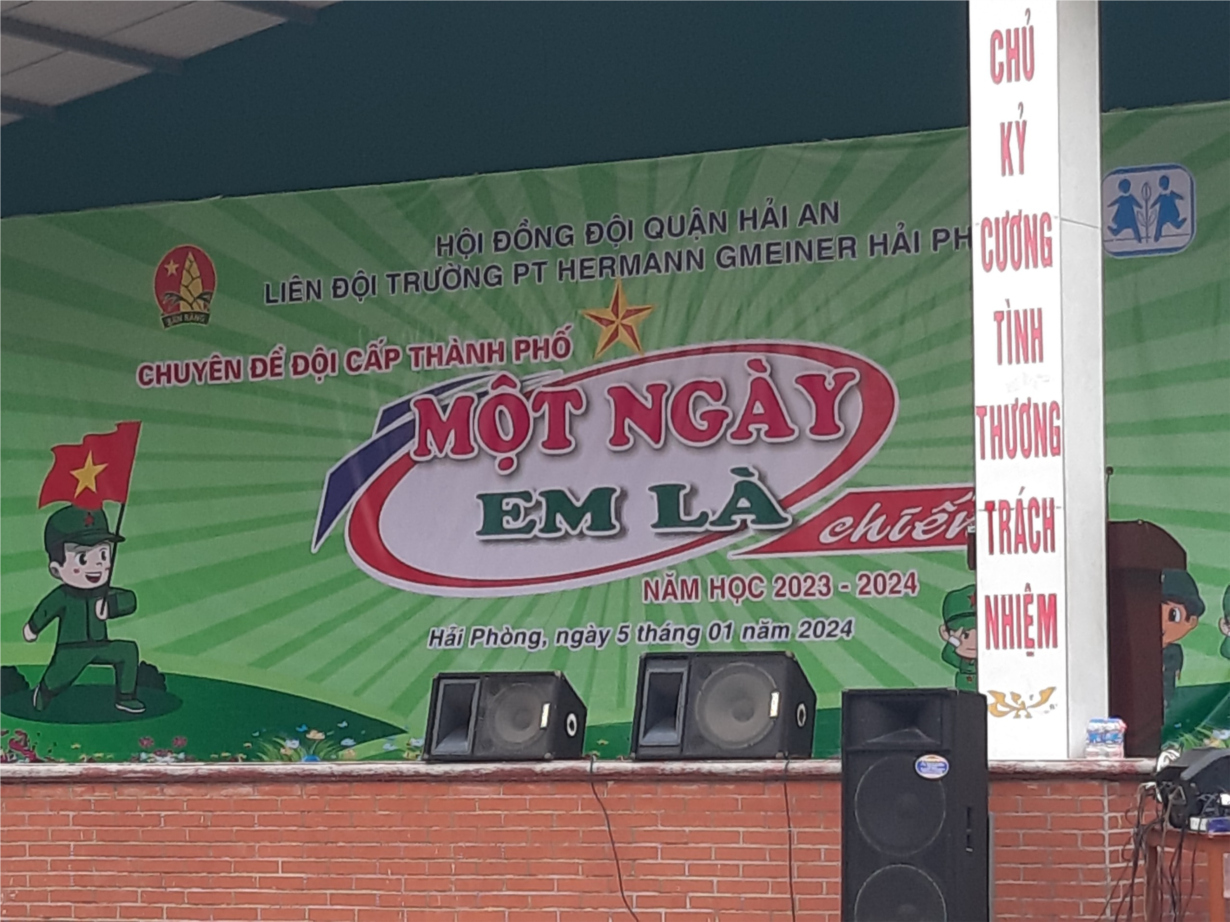 HỘI ĐỒNG ĐỘI QUẬN HẢI AN
LIÊN ĐỘI TRƯỜNG PT HERMANN GMEINER HẢI PH
SẴN SÀNG
CHUYÊN ĐỀ ĐỘI CẤP THÀNH PHỐ
MỘT NGÀY
EM LÀ
chiến
NĂM HỌC 2023 - 2024
Hải Phòng, ngày 5 tháng 01 năm 2024
CHỦ
KỶ
CƯƠNG
TÌNH
THƯƠNG
TRÁCH
NHIỆM